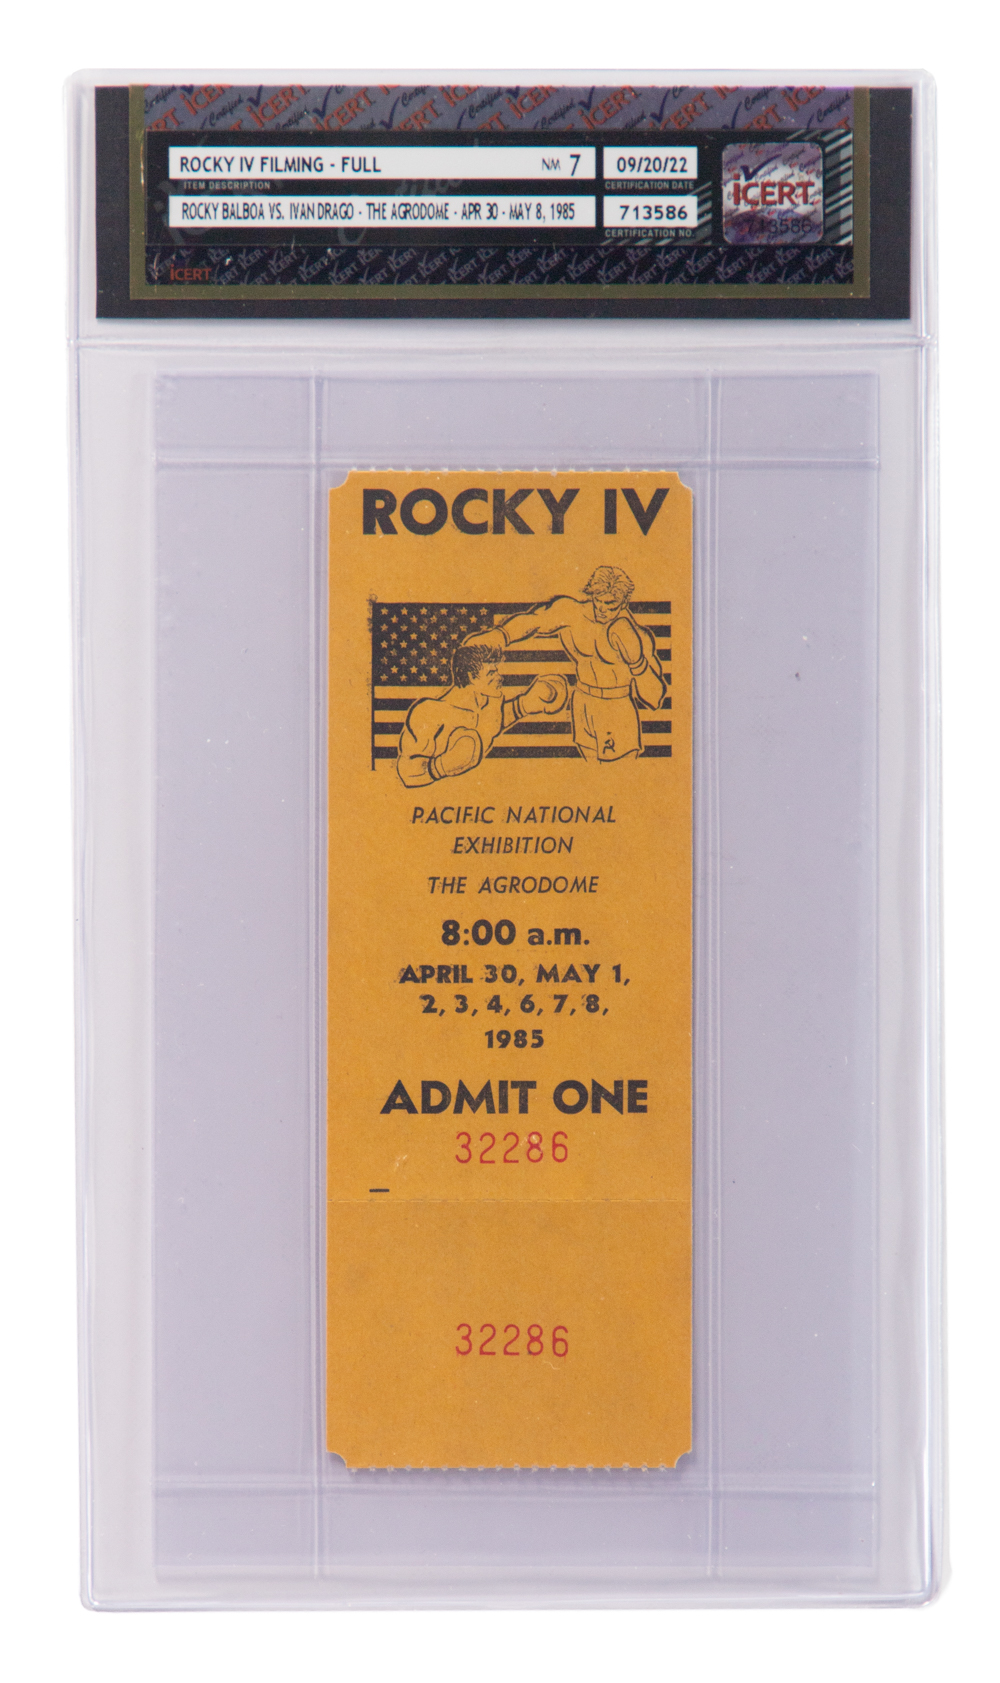 ROCKY IV FILMING - FULL NM 7
ITEM DESCRIPTION
ROCKY BALBOA VS. IVAN DRAGO - THE AGRODOME - APR 30 - MAY 8, 1985
09/20/22
CERTIFICATION DATE
713586
CERTIFICATION NO.
ICERT
713586
ICERT
ROCKY IV
PACIFIC NATIONAL
EXHIBITION
THE AGRODOME
8:00 a.m.
APRIL 30, MAY 1,
2, 3, 4, 6, 7, 8,
1985
ADMIT ONE
32286
32286